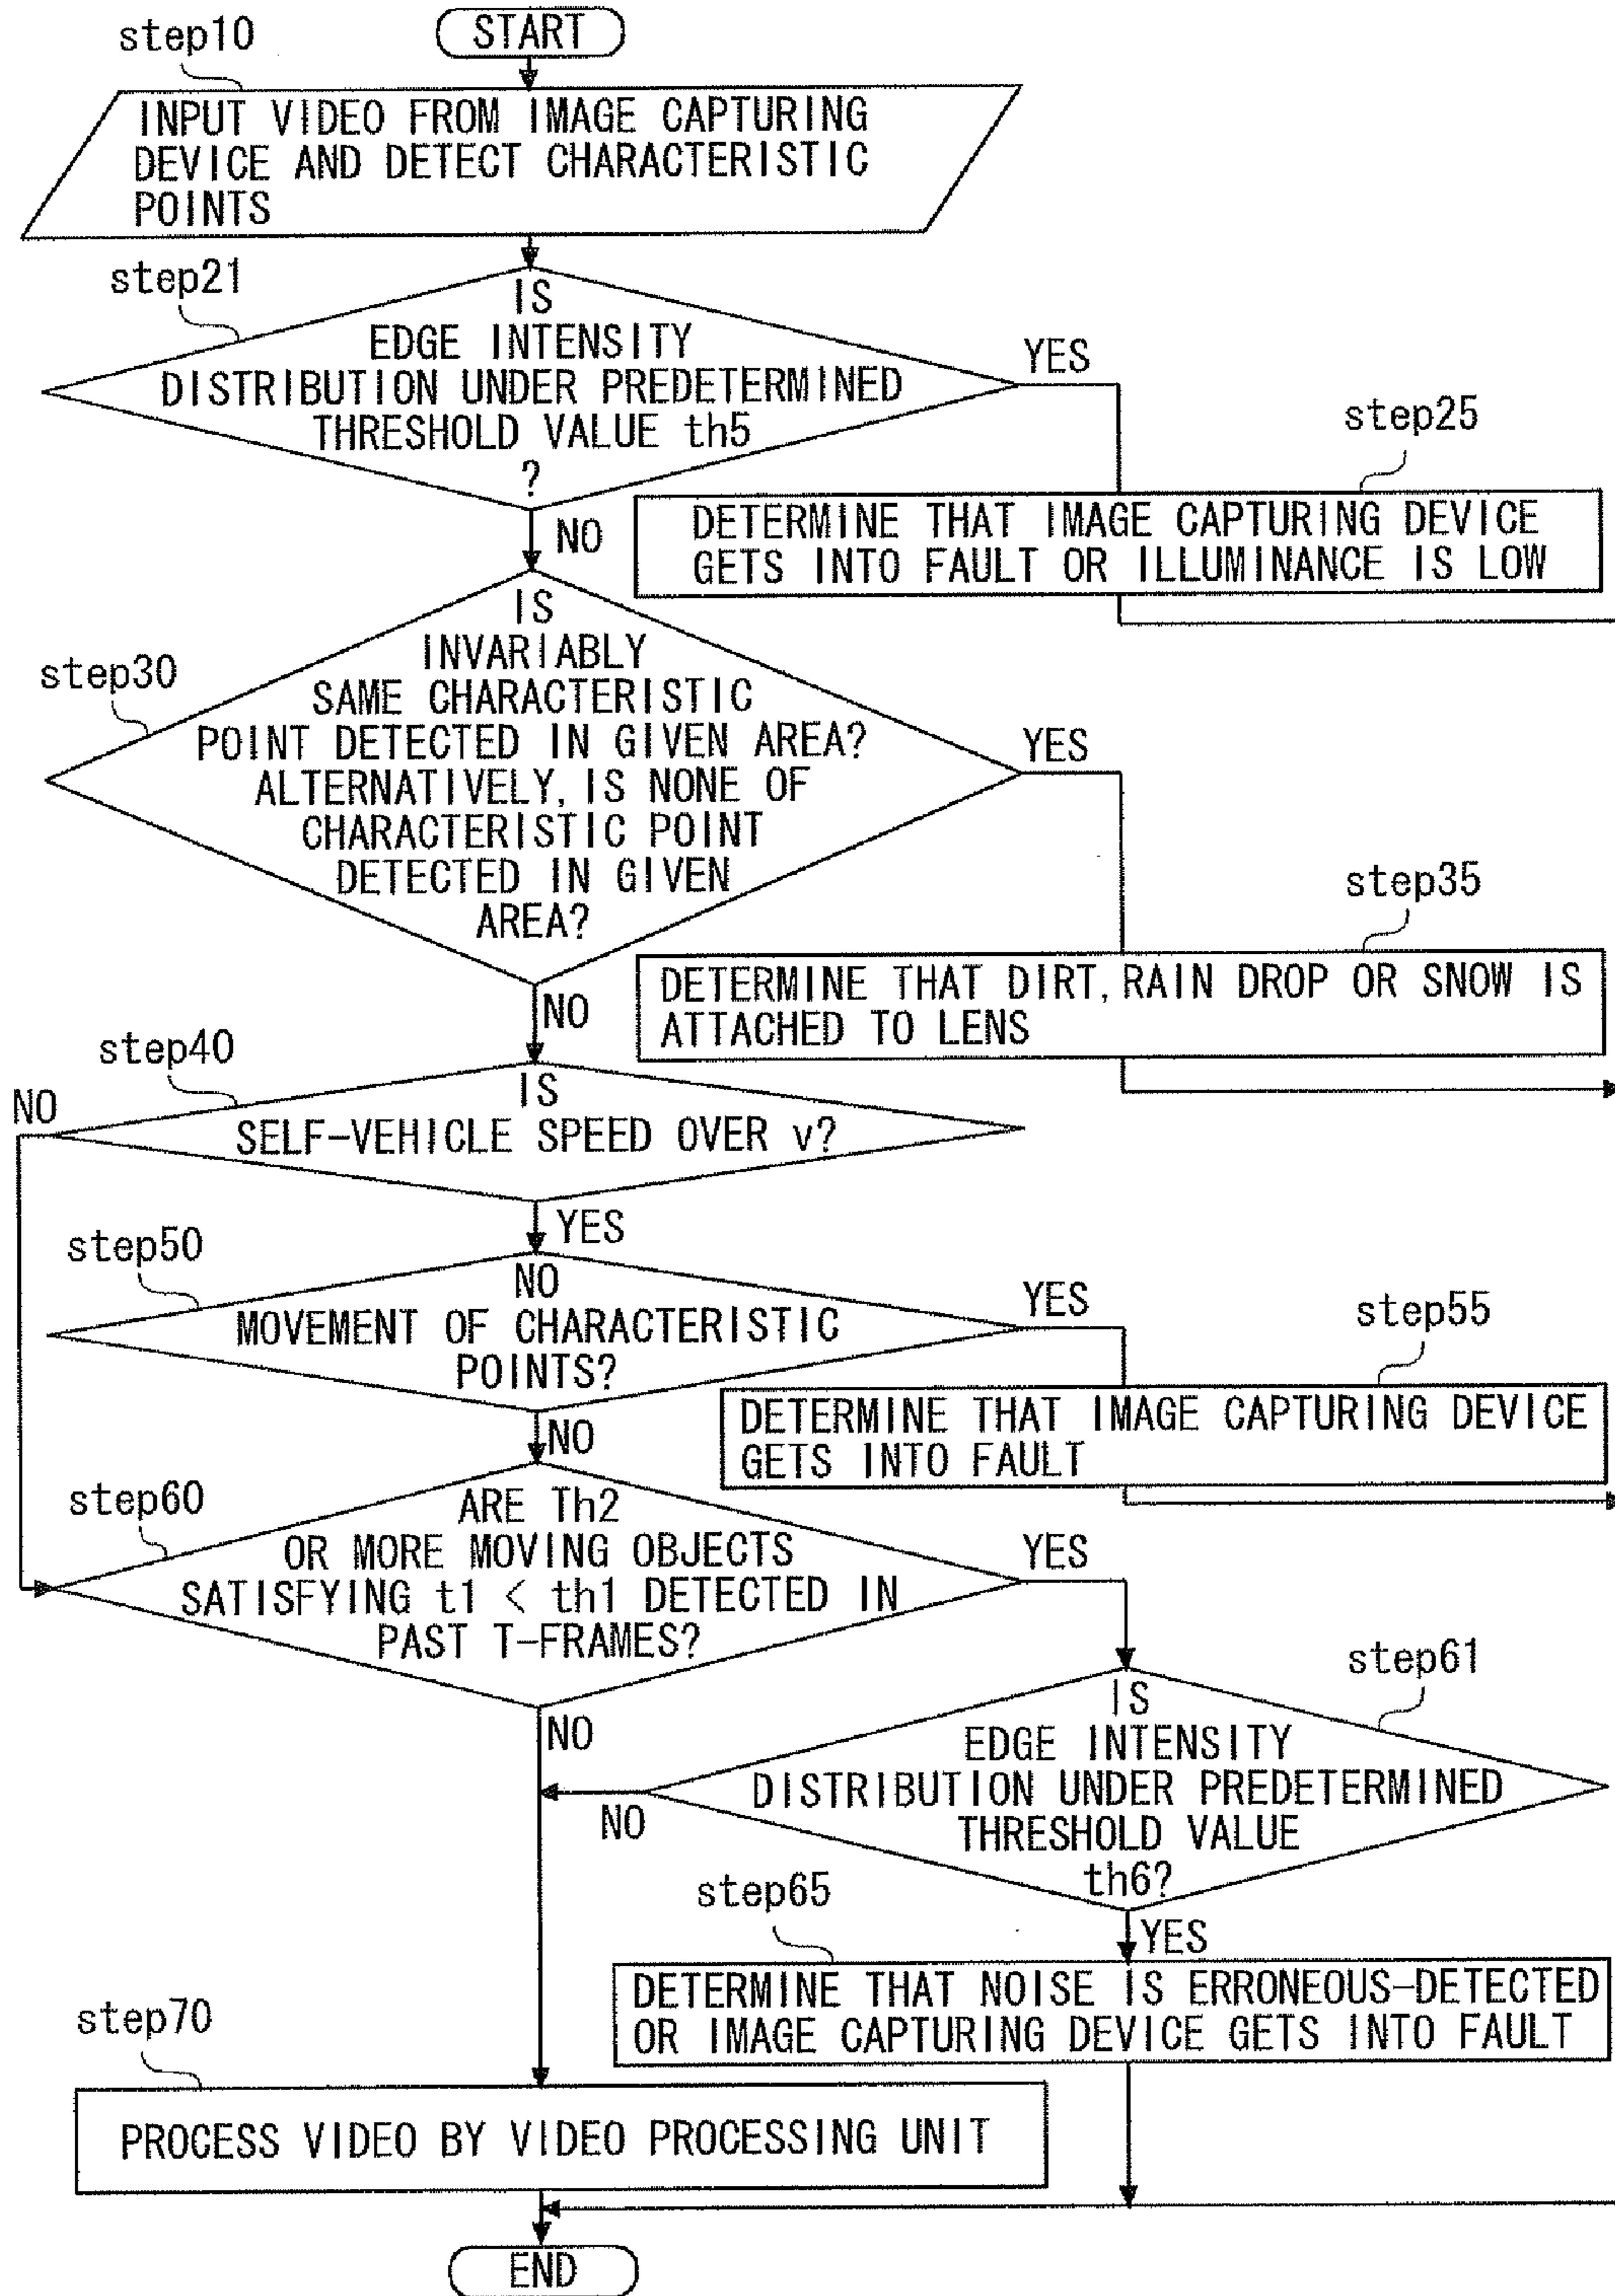 START
step10
INPUT VIDEO FROM IMAGE CAPTURING
DEVICE AND DETECT CHARACTERISTIC
POINTS
step21
IS
EDGE INTENSITY
DISTRIBUTION UNDER PREDETERMINED
THRESHOLD VALUE th5
?
YES
NO
step25
DETERMINE THAT IMAGE CAPTURING DEVICE
GETS INTO FAULT OR ILLUMINANCE IS LOW
step30
IS
INVARIABLY
SAME CHARACTERISTIC
POINT DETECTED IN GIVEN AREA?
ALTERNATIVELY, IS NONE OF
CHARACTERISTIC POINT
DETECTED IN GIVEN
AREA?
YES
NO
step35
DETERMINE THAT DIRT, RAIN DROP OR SNOW IS
ATTACHED TO LENS
step40
IS
SELF-VEHICLE SPEED OVER v?
NO
YES
step50
NO
MOVEMENT OF CHARACTERISTIC
POINTS?
YES
NO
step55
DETERMINE THAT IMAGE CAPTURING DEVICE
GETS INTO FAULT
step60
ARE Th2
OR MORE MOVING OBJECTS
SATISFYING t1 < th1 DETECTED IN
PAST T-FRAMES?
YES
NO
step61
IS
EDGE INTENSITY
DISTRIBUTION UNDER PREDETERMINED
THRESHOLD VALUE
th6?
NO
YES
step65
DETERMINE THAT NOISE IS ERRONEOUS-DETECTED
OR IMAGE CAPTURING DEVICE GETS INTO FAULT
step70
PROCESS VIDEO BY VIDEO PROCESSING UNIT
END